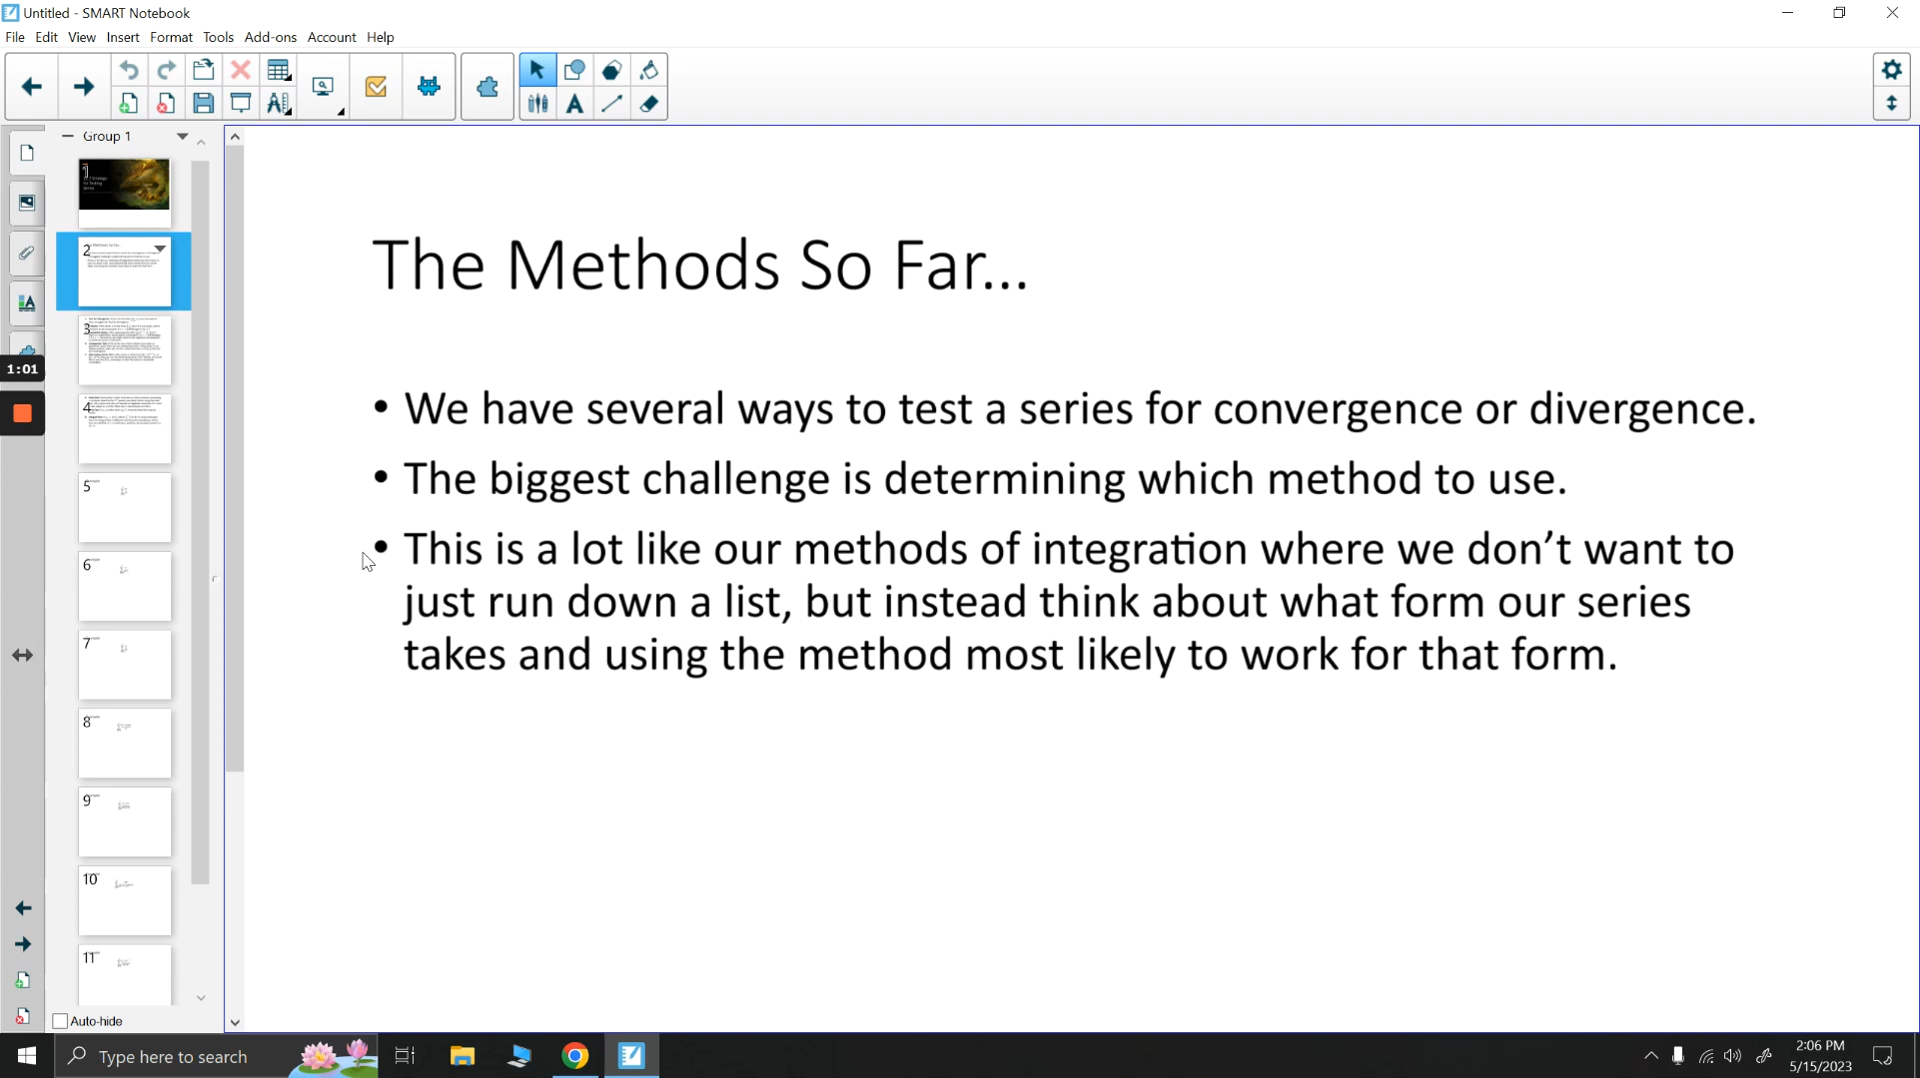 Untitled - SMART Notebook
File Edit View Insert Format Tools Add-ons Account Help
Group 1
1
2
3
4
5
6
7
8
9
10
11
1:01
Auto-hide
The Methods So Far...
• We have several ways to test a series for convergence or divergence.
• The biggest challenge is determining which method to use.
• This is a lot like our methods of integration where we don’t want to
just run down a list, but instead think about what form our series
takes and using the method most likely to work for that form.
Type here to search
2:06 PM
5/15/2023